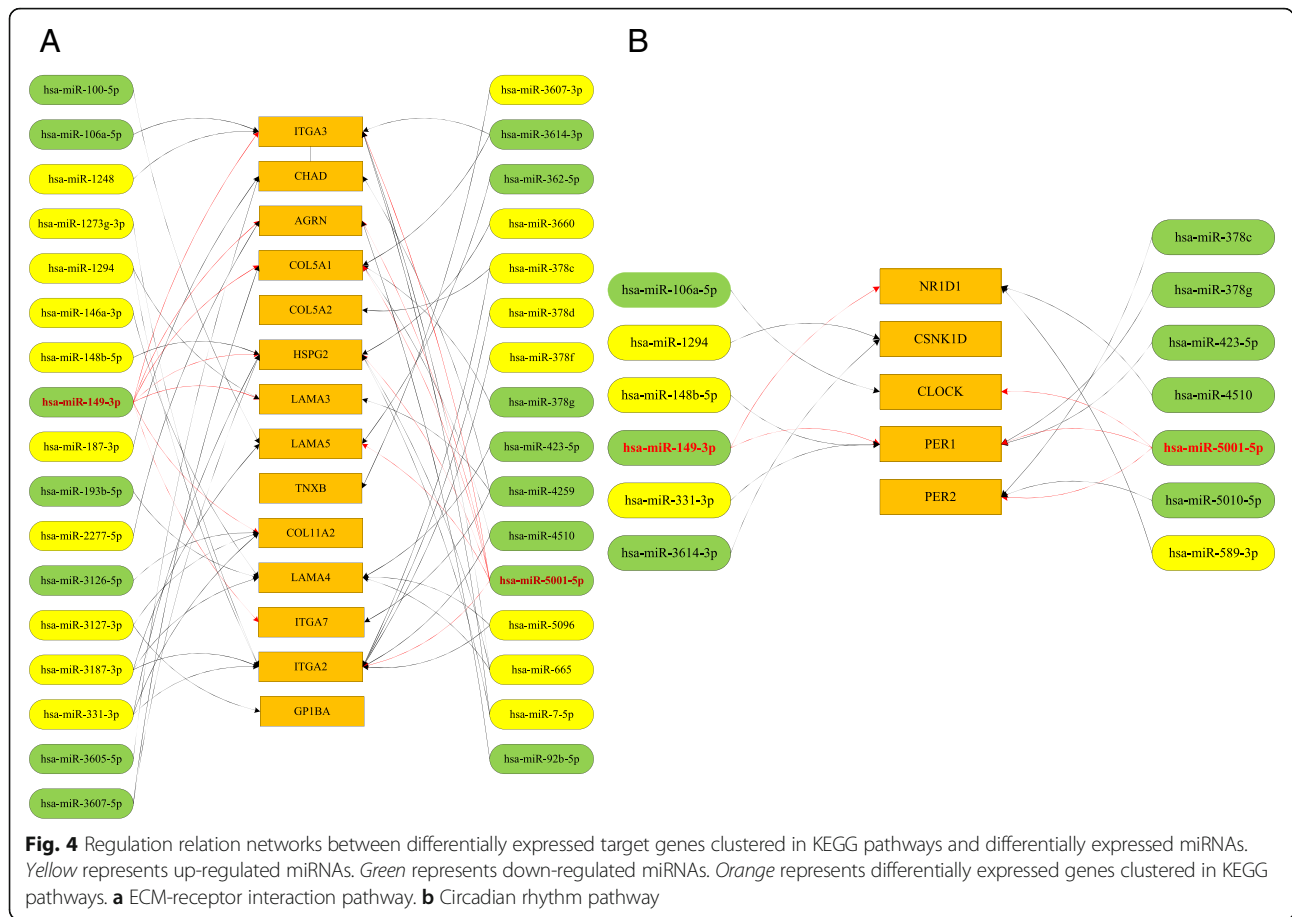 A
hsa-miR-100-5p
hsa-miR-106a-5p
hsa-miR-1248
hsa-miR-1273g-3p
hsa-miR-1294
hsa-miR-146a-3p
hsa-miR-148b-5p
hsa-miR-149-3p
hsa-miR-187-3p
hsa-miR-193b-5p
hsa-miR-2277-5p
hsa-miR-3126-5p
hsa-miR-3127-3p
hsa-miR-3187-3p
hsa-miR-331-3p
hsa-miR-3605-5p
hsa-miR-3607-5p
ITGA3
CHAD
AGRN
COL5A1
COL5A2
HSPG2
LAMA3
LAMA5
TNXB
COL11A2
LAMA4
ITGA7
ITGA2
GP1BA
hsa-miR-3607-3p
hsa-miR-3614-3p
hsa-miR-362-5p
hsa-miR-3660
hsa-miR-378c
hsa-miR-378d
hsa-miR-378f
hsa-miR-378g
hsa-miR-423-5p
hsa-miR-4259
hsa-miR-4510
hsa-miR-5001-5p
hsa-miR-5096
hsa-miR-665
hsa-miR-7-5p
hsa-miR-92b-5p
B
hsa-miR-106a-5p
hsa-miR-1294
hsa-miR-148b-5p
hsa-miR-149-3p
hsa-miR-331-3p
hsa-miR-3614-3p
NR1D1
CSNK1D
CLOCK
PER1
PER2
hsa-miR-378c
hsa-miR-378g
hsa-miR-423-5p
hsa-miR-4510
hsa-miR-5001-5p
hsa-miR-5010-5p
hsa-miR-589-3p
Fig. 4 Regulation relation networks between differentially expressed target genes clustered in KEGG pathways and differentially expressed miRNAs.
Yellow represents up-regulated miRNAs. Green represents down-regulated miRNAs. Orange represents differentially expressed genes clustered in KEGG
pathways. a ECM-receptor interaction pathway. b Circadian rhythm pathway